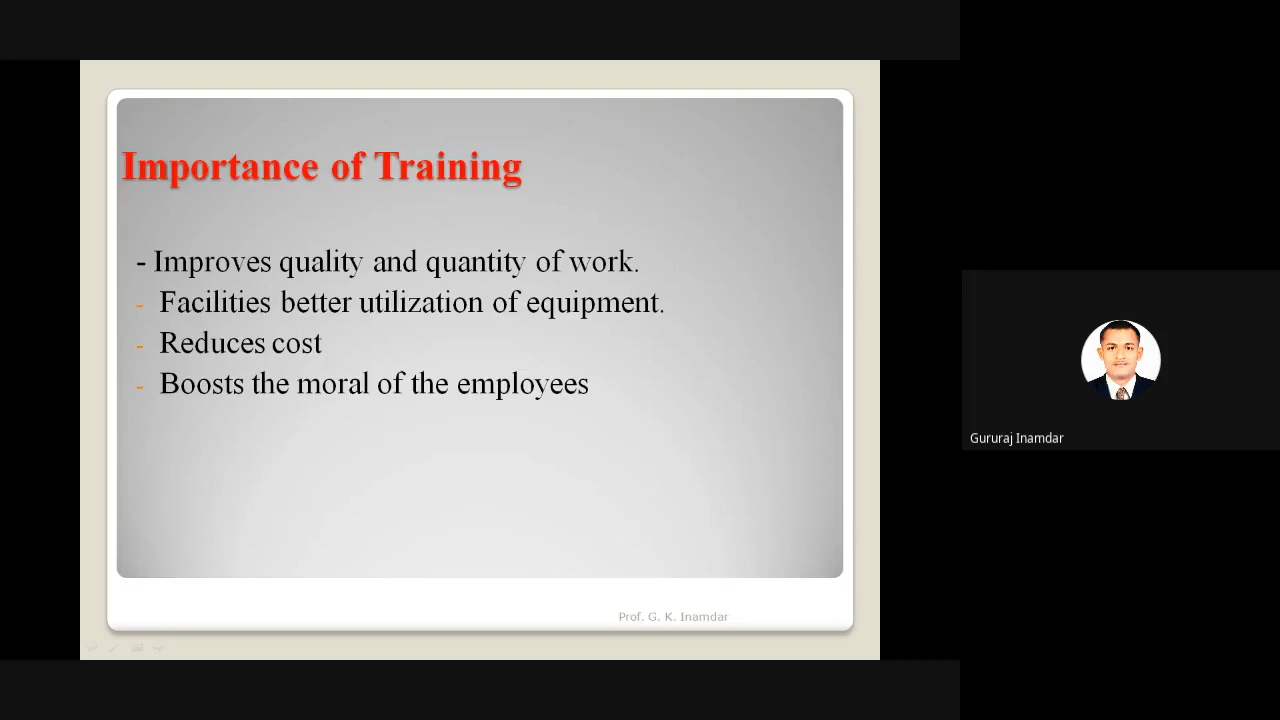 Importance of Training
- Improves quality and quantity of work.
- Facilities better utilization of equipment.
- Reduces cost
- Boosts the moral of the employees
Prof. G. K. Inamdar
Gururaj Inamdar